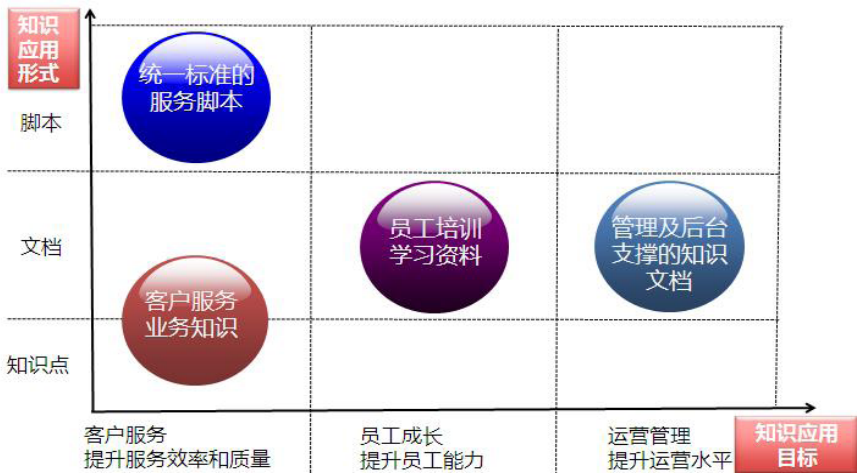 知识
应用
形式
统一标准的
服务脚本
脚本
文档
员工培训
学习资料
管理及后台
支撑的知识
文档
客户服务
业务知识
知识点
客户服务
提升服务效率和质量
员工成长
提升员工能力
运营管理
提升运营水平
知识应用
目标